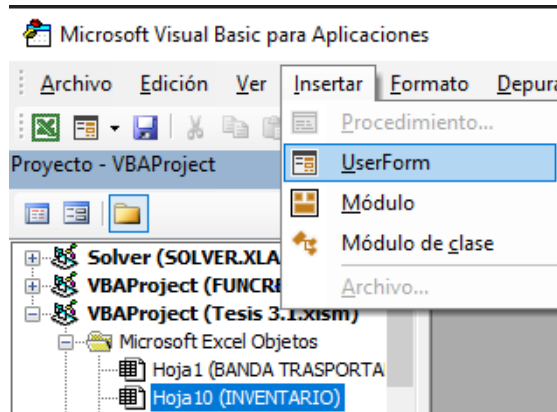 Microsoft Visual Basic para Aplicaciones
Archivo Edición Ver Insertar Formato Depura
Procedimiento...
Proyecto - VBAProject
UserForm
Módulo
Módulo de clase
Solver (SOLVER.XLA
VBAProject (FUNCRE
Archivo...
VBAProject (Tesis 3.1.xlsm)
Microsoft Excel Objetos
Hoja1 (BANDA TRASPORTA
Hoja10 (INVENTARIO)